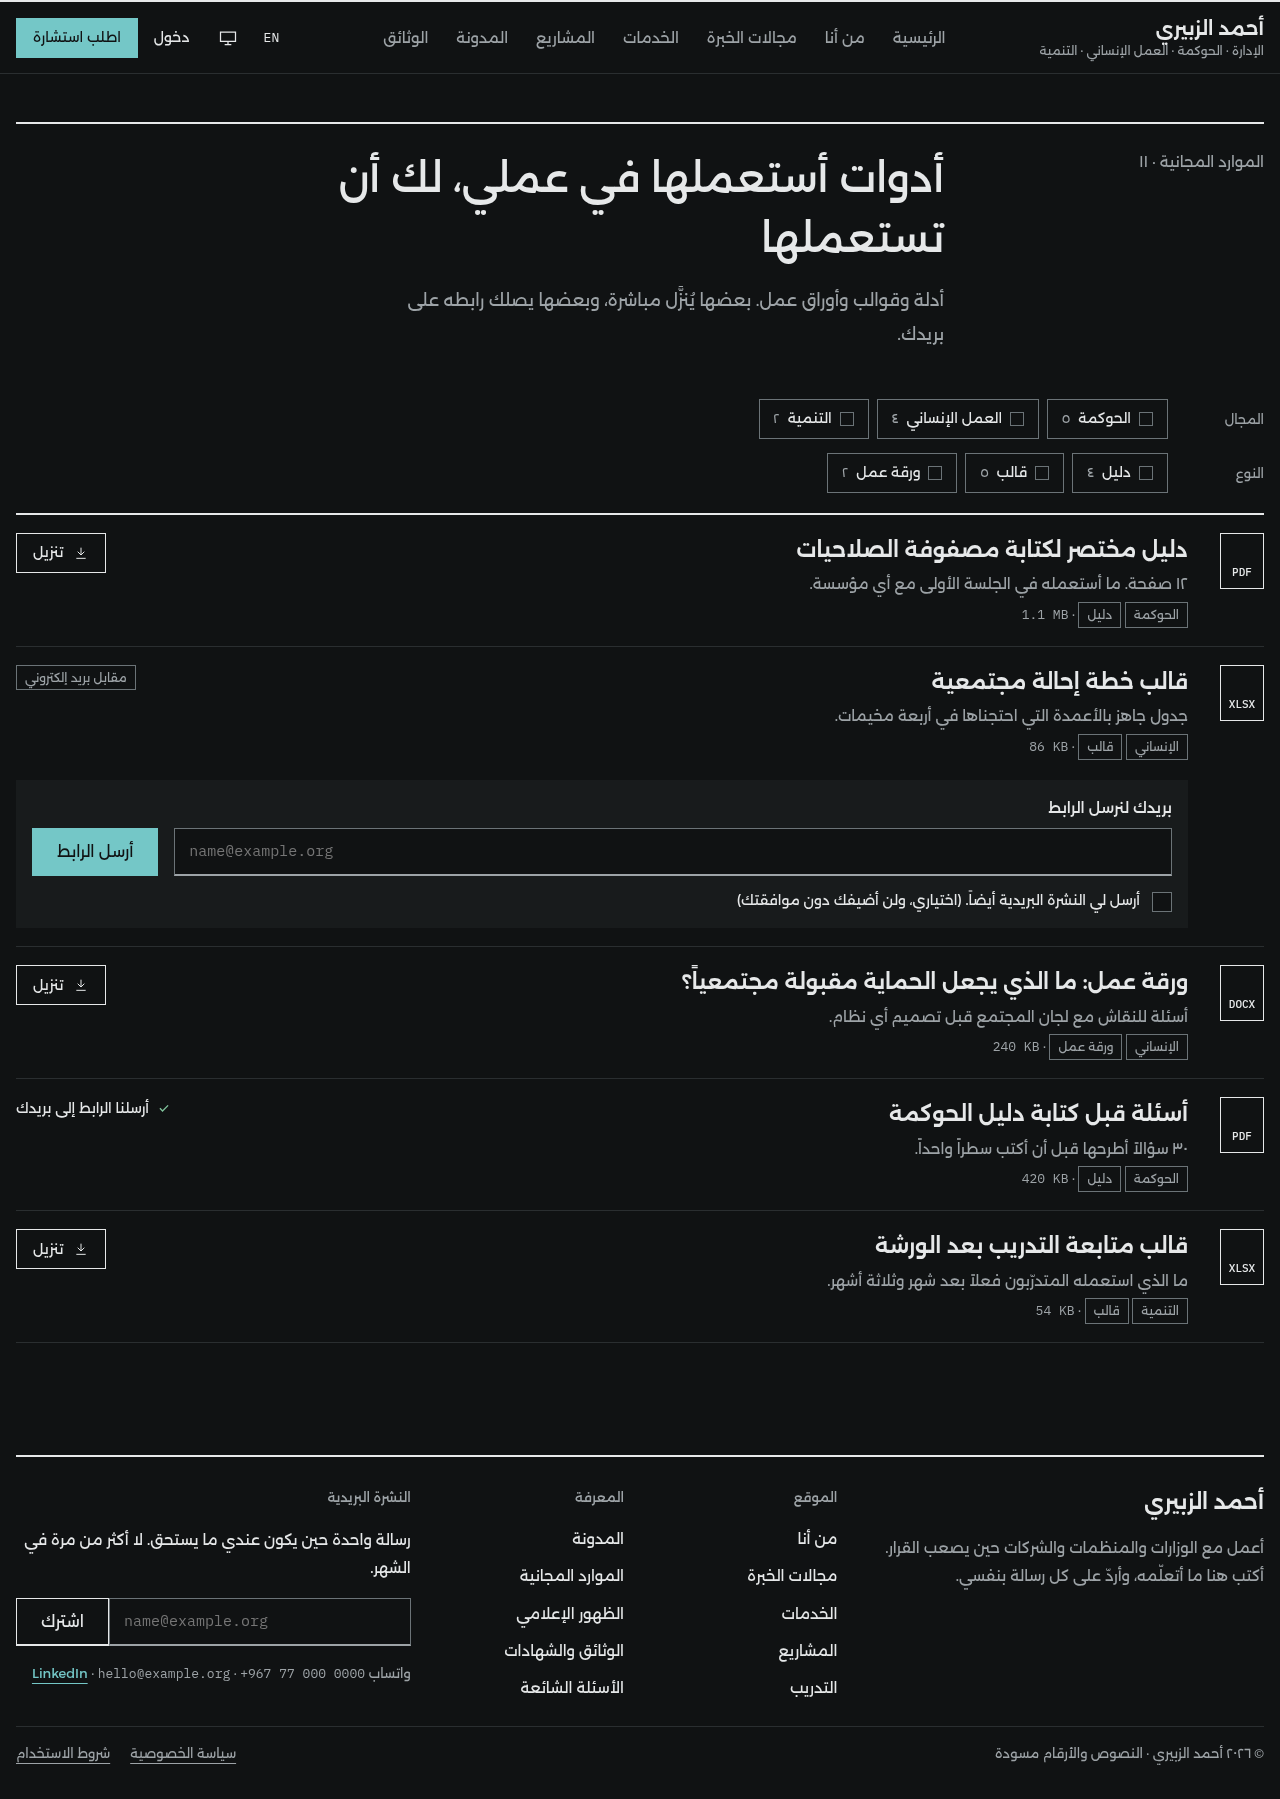 أحمد الزبيري
الإدارة · الحوكمة · العمل الإنساني · التنمية
الرئيسية
من أنا
مجالات الخبرة
الخدمات
المشاريع
المدونة
الوثائق
EN
دخول
اطلب استشارة
الموارد المجانية · ١١
أدوات أستعملها في عملي، لك أن
تستعملها
أدلة وقوالب وأوراق عمل. بعضها يُنزَّل مباشرة، وبعضها يصلك رابطه على
بريدك.
المجال
الحوكمة ٥
العمل الإنساني ٤
التنمية ٢
النوع
دليل ٤
قالب ٥
ورقة عمل ٢
PDF
دليل مختصر لكتابة مصفوفة الصلاحيات
١٢ صفحة. ما أستعمله في الجلسة الأولى مع أي مؤسسة.
الحوكمة دليل · 1.1 MB
تنزيل
XLSX
قالب خطة إحالة مجتمعية
جدول جاهز بالأعمدة التي احتجناها في أربعة مخيمات.
الإنساني قالب · 86 KB
مقابل بريد إلكتروني
بريدك لنرسل الرابط
name@example.org
أرسل الرابط
أرسل لي النشرة البريدية أيضاً. (اختياري، ولن أضيفك دون موافقتك)
DOCX
ورقة عمل: ما الذي يجعل الحماية مقبولة مجتمعياً؟
أسئلة للنقاش مع لجان المجتمع قبل تصميم أي نظام.
الإنساني ورقة عمل · 240 KB
تنزيل
PDF
أسئلة قبل كتابة دليل الحوكمة
٣٠ سؤالاً أطرحها قبل أن أكتب سطراً واحداً.
الحوكمة دليل · 420 KB
أرسلنا الرابط إلى بريدك
XLSX
قالب متابعة التدريب بعد الورشة
ما الذي استعمله المتدرّبون فعلاً بعد شهر وثلاثة أشهر.
التنمية قالب · 54 KB
تنزيل
أحمد الزبيري
أعمل مع الوزارات والمنظمات والشركات حين يصعب القرار.
أكتب هنا ما أتعلّمه، وأردّ على كل رسالة بنفسي.
الموقع
من أنا
مجالات الخبرة
الخدمات
المشاريع
التدريب
المعرفة
المدونة
الموارد المجانية
الظهور الإعلامي
الوثائق والشهادات
الأسئلة الشائعة
النشرة البريدية
رسالة واحدة حين يكون عندي ما يستحق. لا أكثر من مرة في
الشهر.
name@example.org
اشترك
واتساب +967 77 000 0000 · hello@example.org · LinkedIn
© ٢٠٢٦ أحمد الزبيري · النصوص والأرقام مسودة
سياسة الخصوصية
شروط الاستخدام